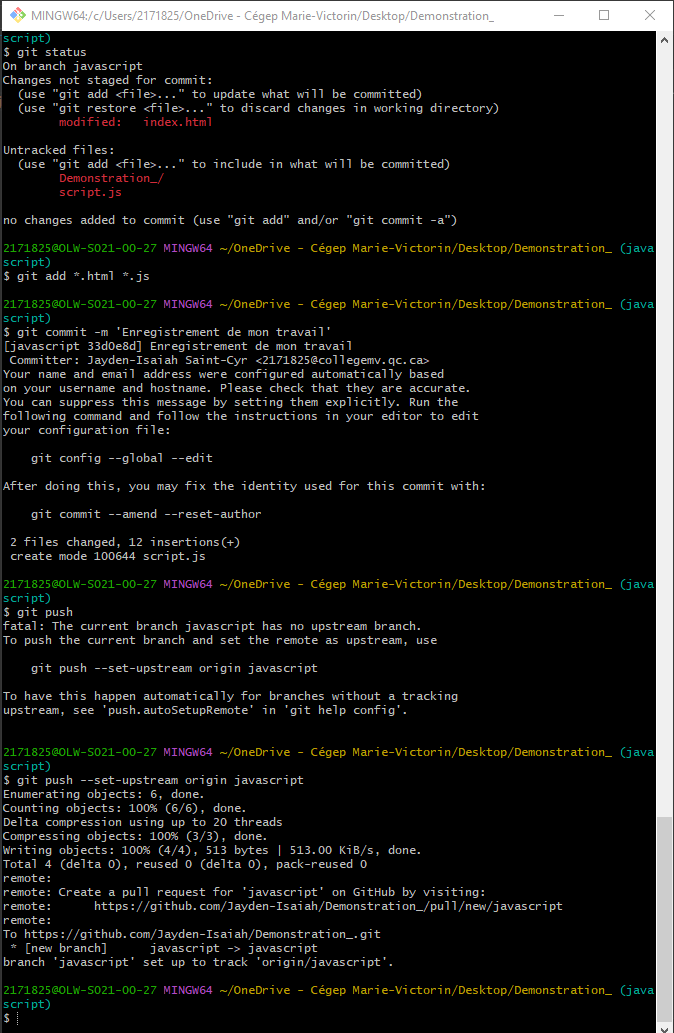 MINGW64:/c/Users/2171825/OneDrive - Cégep Marie-Victorin/Desktop/Demonstration_
script)
$ git status
On branch javascript
Changes not staged for commit:
  (use "git add <file>..." to update what will be committed)
  (use "git restore <file>..." to discard changes in working directory)
        modified:   index.html

Untracked files:
  (use "git add <file>..." to include in what will be committed)
        Demonstration_/
        script.js

no changes added to commit (use "git add" and/or "git commit -a")

2171825@OLW-SO21-00-27 MINGW64 ~/OneDrive - Cégep Marie-Victorin/Desktop/Demonstration_ (java
script)
$ git add *.html *.js

2171825@OLW-SO21-00-27 MINGW64 ~/OneDrive - Cégep Marie-Victorin/Desktop/Demonstration_ (java
script)
$ git commit -m 'Enregistrement de mon travail'
[javascript 33d0e8d] Enregistrement de mon travail
 Committer: Jayden-Isaiah Saint-Cyr <2171825@collegemv.qc.ca>
Your name and email address were configured automatically based
on your username and hostname. Please check that they are accurate.
You can suppress this message by setting them explicitly. Run the
following command and follow the instructions in your editor to edit
your configuration file:

    git config --global --edit

After doing this, you may fix the identity used for this commit with:

    git commit --amend --reset-author

 2 files changed, 12 insertions(+)
 create mode 100644 script.js

2171825@OLW-SO21-00-27 MINGW64 ~/OneDrive - Cégep Marie-Victorin/Desktop/Demonstration_ (java
script)
$ git push
fatal: The current branch javascript has no upstream branch.
To push the current branch and set the remote as upstream, use

    git push --set-upstream origin javascript

To have this happen automatically for branches without a tracking
upstream, see 'push.autoSetupRemote' in 'git help config'.


2171825@OLW-SO21-00-27 MINGW64 ~/OneDrive - Cégep Marie-Victorin/Desktop/Demonstration_ (java
script)
$ git push --set-upstream origin javascript
Enumerating objects: 6, done.
Counting objects: 100% (6/6), done.
Delta compression using up to 20 threads
Compressing objects: 100% (3/3), done.
Writing objects: 100% (4/4), 513 bytes | 513.00 KiB/s, done.
Total 4 (delta 0), reused 0 (delta 0), pack-reused 0
remote:
remote: Create a pull request for 'javascript' on GitHub by visiting:
remote:      https://github.com/Jayden-Isaiah/Demonstration_/pull/new/javascript
remote:
To https://github.com/Jayden-Isaiah/Demonstration_.git
 * [new branch]      javascript -> javascript
branch 'javascript' set up to track 'origin/javascript'.

2171825@OLW-SO21-00-27 MINGW64 ~/OneDrive - Cégep Marie-Victorin/Desktop/Demonstration_ (java
script)
$